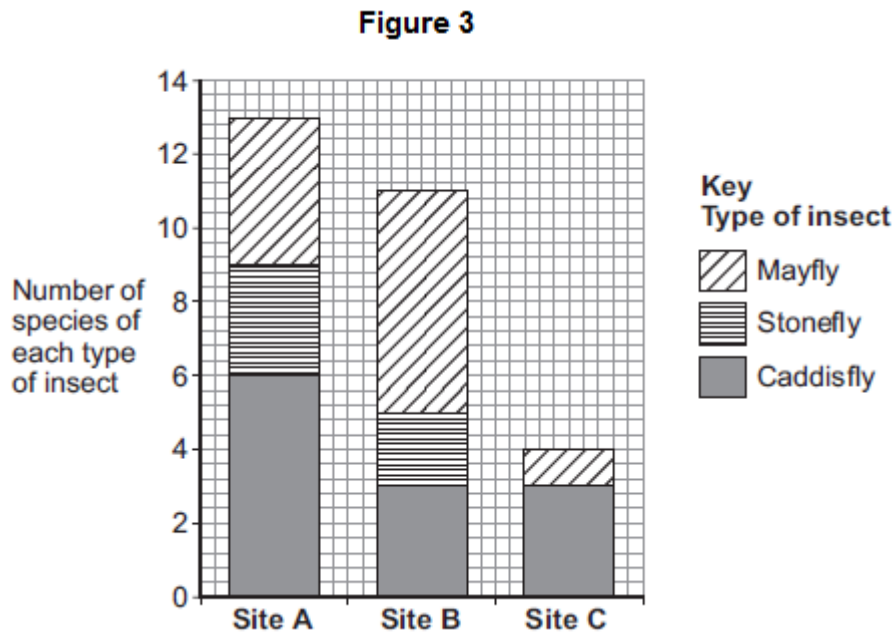 Figure 3
Number of
species of
each type
of insect
14
12
10
8
6
4
2
0
Site A
Site B
Site C
Key
Type of insect
Mayfly
Stonefly
Caddisfly